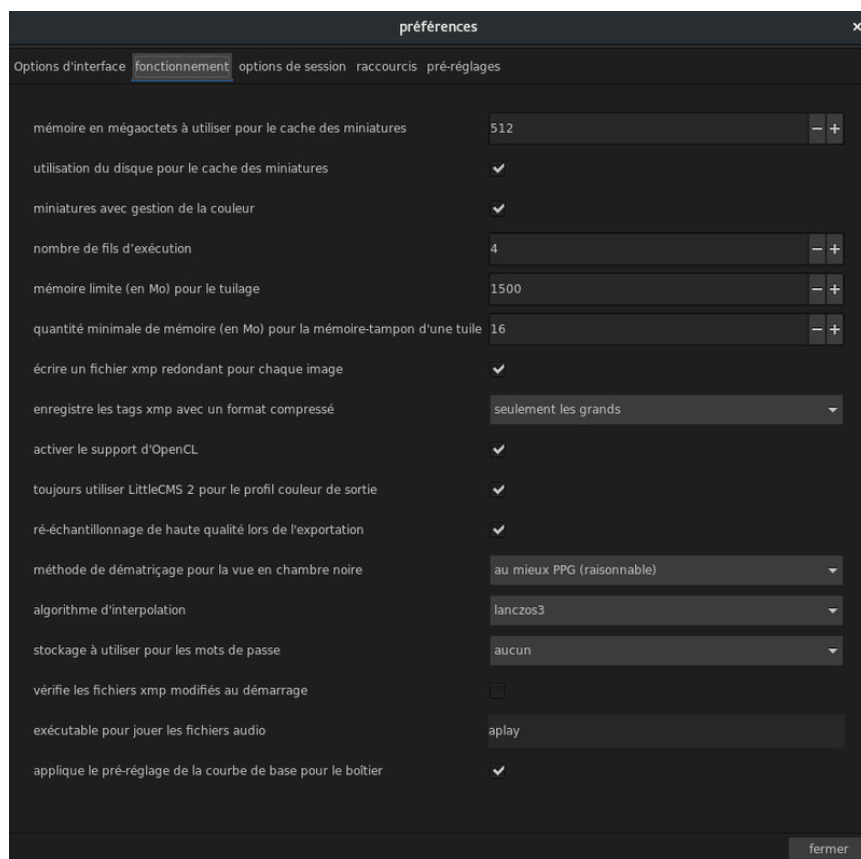 préférences
Options d'interface fonctionnement options de session raccourcis pré-réglages
mémoire en mégaoctets à utiliser pour le cache des miniatures 512
utilisation du disque pour le cache des miniatures
miniatures avec gestion de la couleur
nombre de fils d'exécution 4
mémoire limite (en Mo) pour le tuilage 1500
quantité minimale de mémoire (en Mo) pour la mémoire-tampon d'une tuile 16
écrire un fichier xmp redondant pour chaque image
enregistre les tags xmp avec un format compressé seulement les grands
activer le support d'OpenCL
toujours utiliser LittleCMS 2 pour le profil couleur de sortie
ré-échantillonnage de haute qualité lors de l'exportation
méthode de dématriçage pour la vue en chambre noire au mieux PPG (raisonnable)
algorithme d'interpolation lanczos3
stockage à utiliser pour les mots de passe aucun
vérifie les fichiers xmp modifiés au démarrage
exécutable pour jouer les fichiers audio aplay
applique le pré-réglage de la courbe de base pour le boîtier
fermer